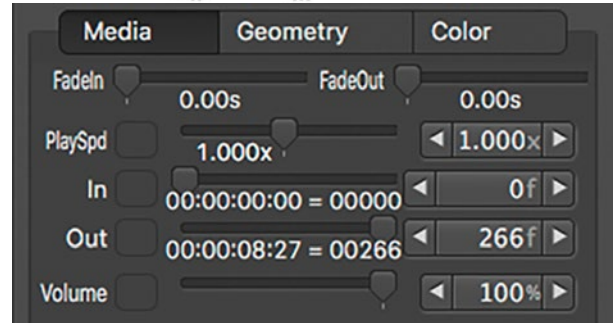 Media Geometry Color
FadeIn FadeOut
0.00s 0.00s
PlaySpd 1.000x
1.000x
In 0f
00:00:00:00 = 00000
Out 266f
00:00:08:27 = 00266
Volume 100%